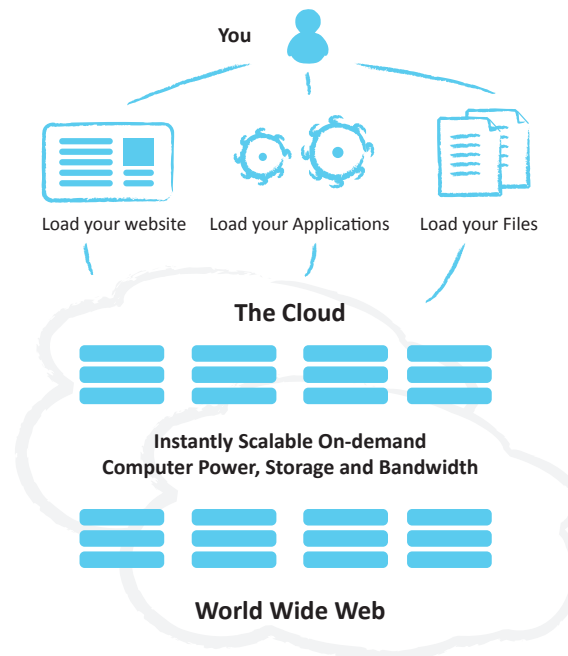 You
Load your website
Load your Applications
Load your Files
The Cloud
Instantly Scalable On-demand
Computer Power, Storage and Bandwidth
World Wide Web